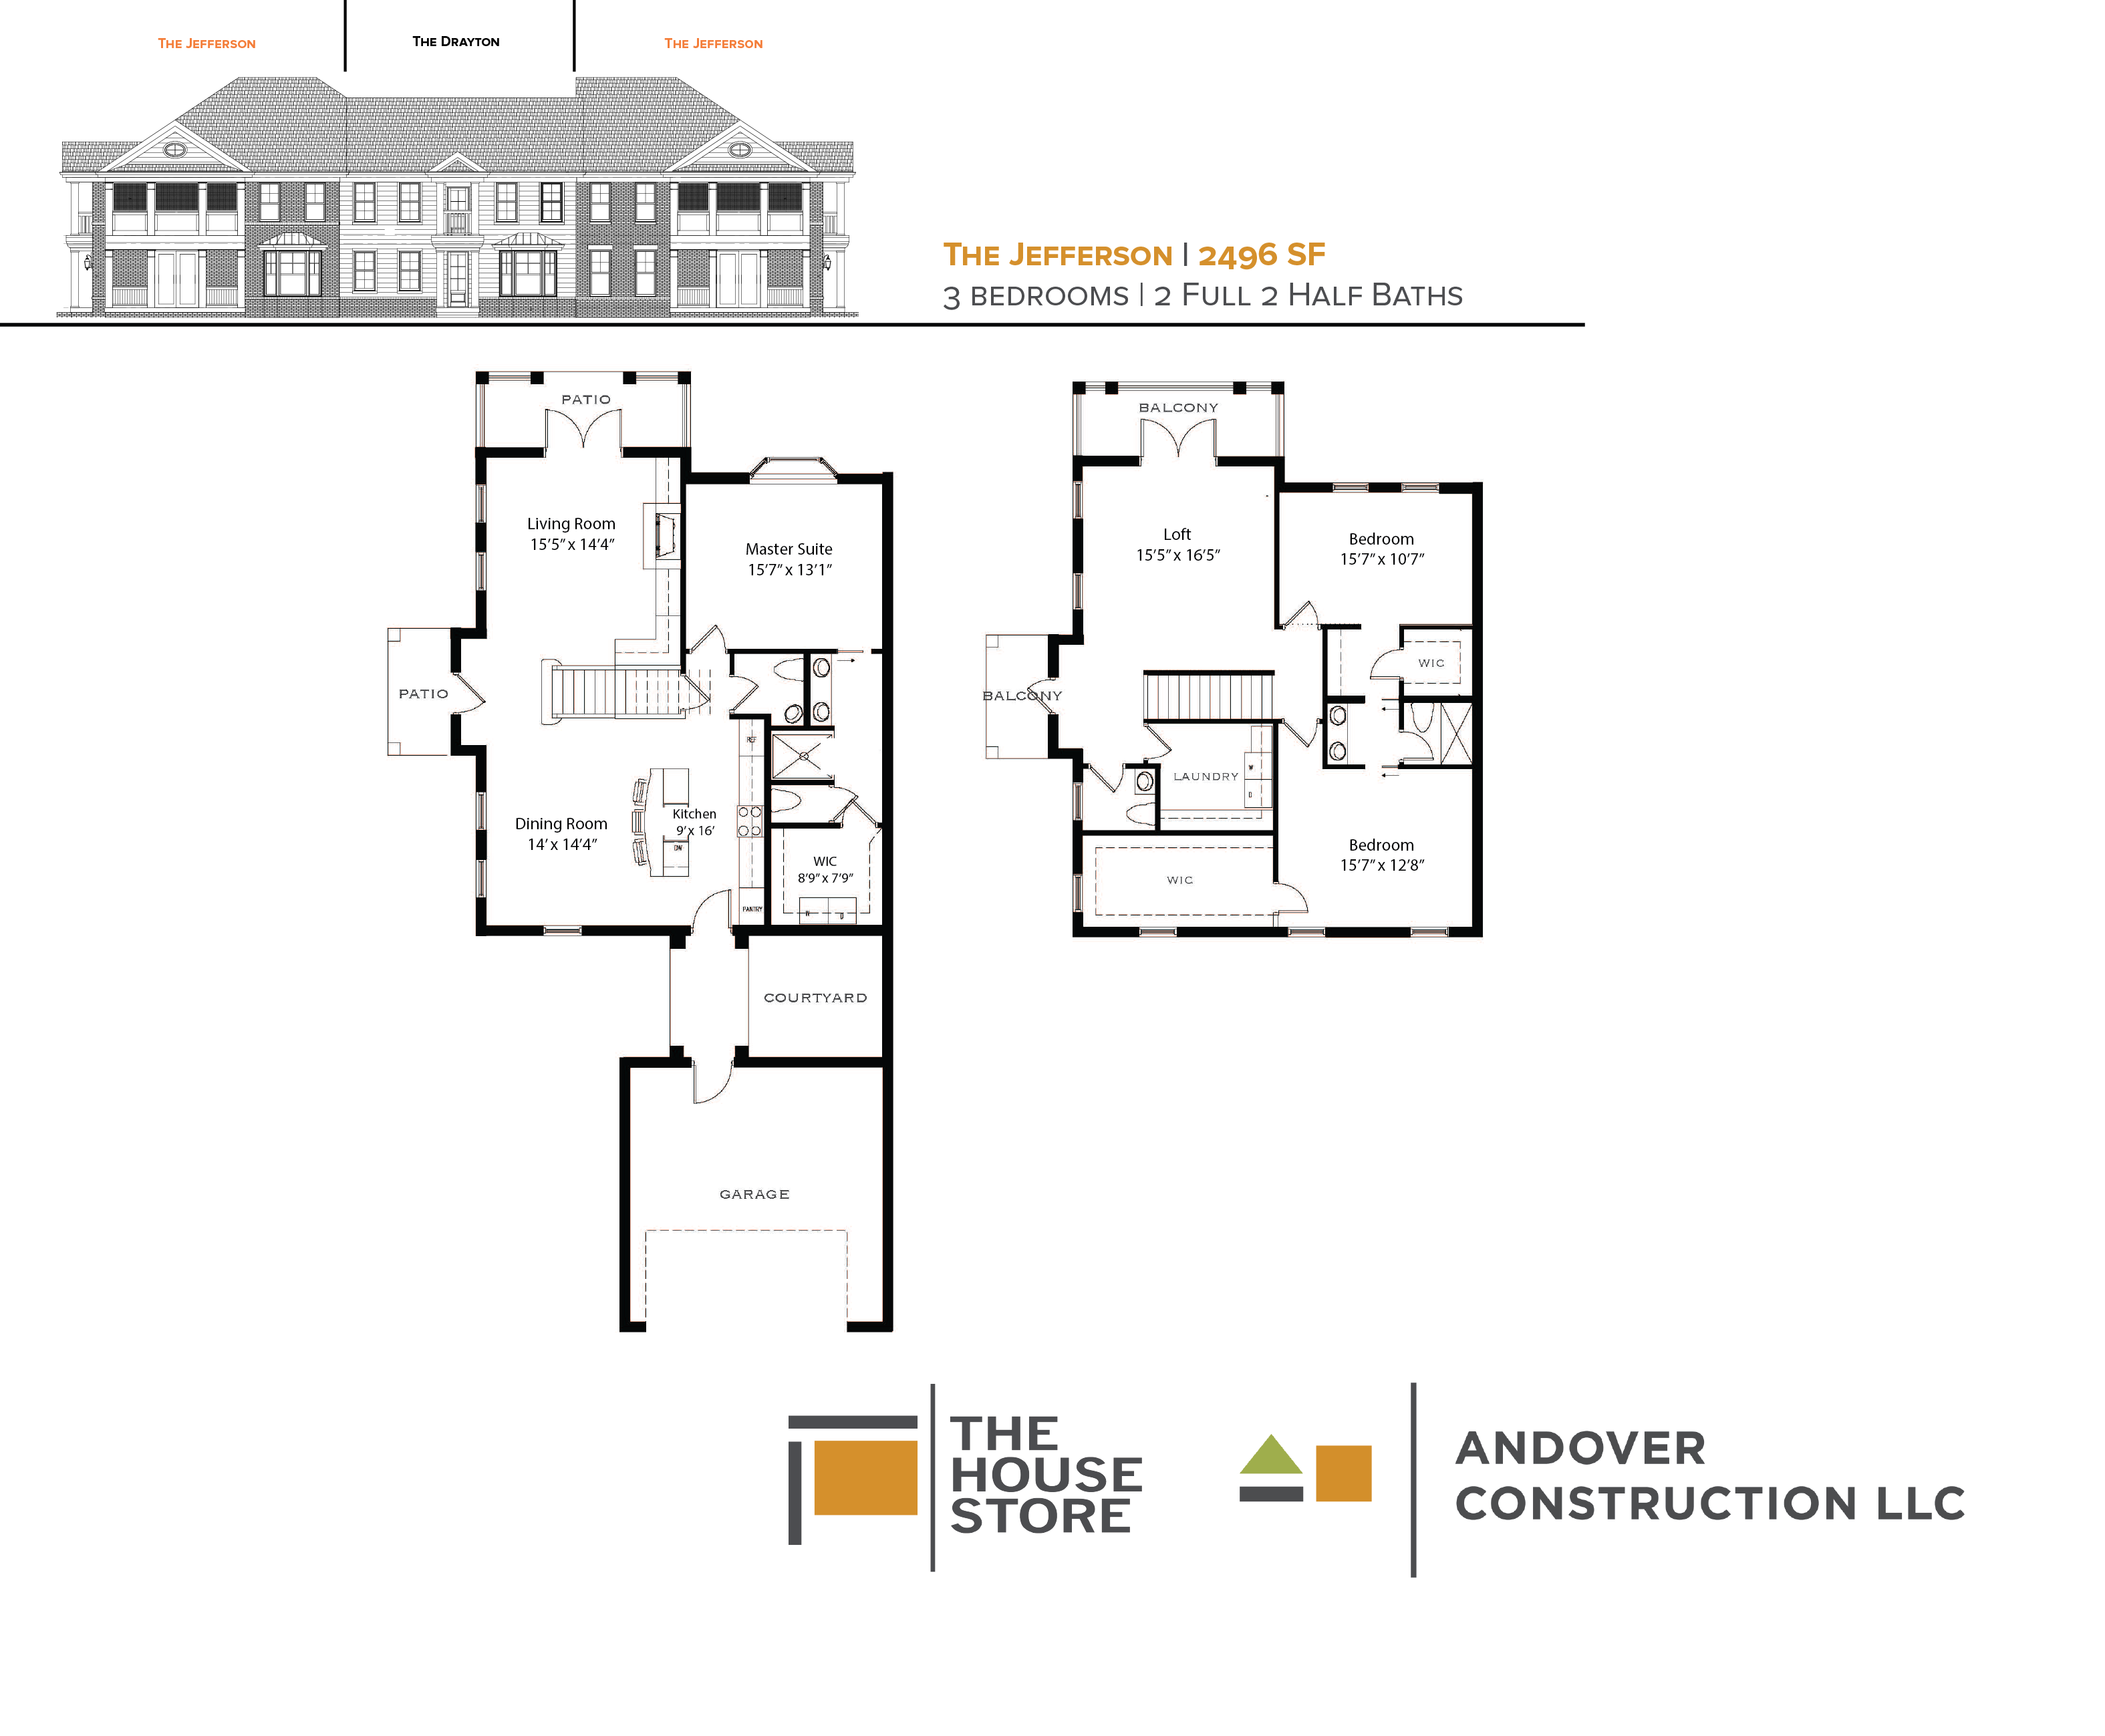 The Jefferson
The Drayton
The Jefferson
The Jefferson | 2496 SF
3 bedrooms | 2 Full 2 Half Baths
PATIO
Living Room
15'5" x 14'4"
Master Suite
15'7" x 13'1"
PATIO
REF
Kitchen
9' x 16'
DW
Dining Room
14' x 14'4"
WIC
8'9" x 7'9"
PANTRY
W
D
COURTYARD
GARAGE
BALCONY
Loft
15'5" x 16'5"
Bedroom
15'7" x 10'7"
WIC
BALCONY
LAUNDRY
W
D
Bedroom
15'7" x 12'8"
WIC
THE
HOUSE
STORE
ANDOVER
CONSTRUCTION LLC